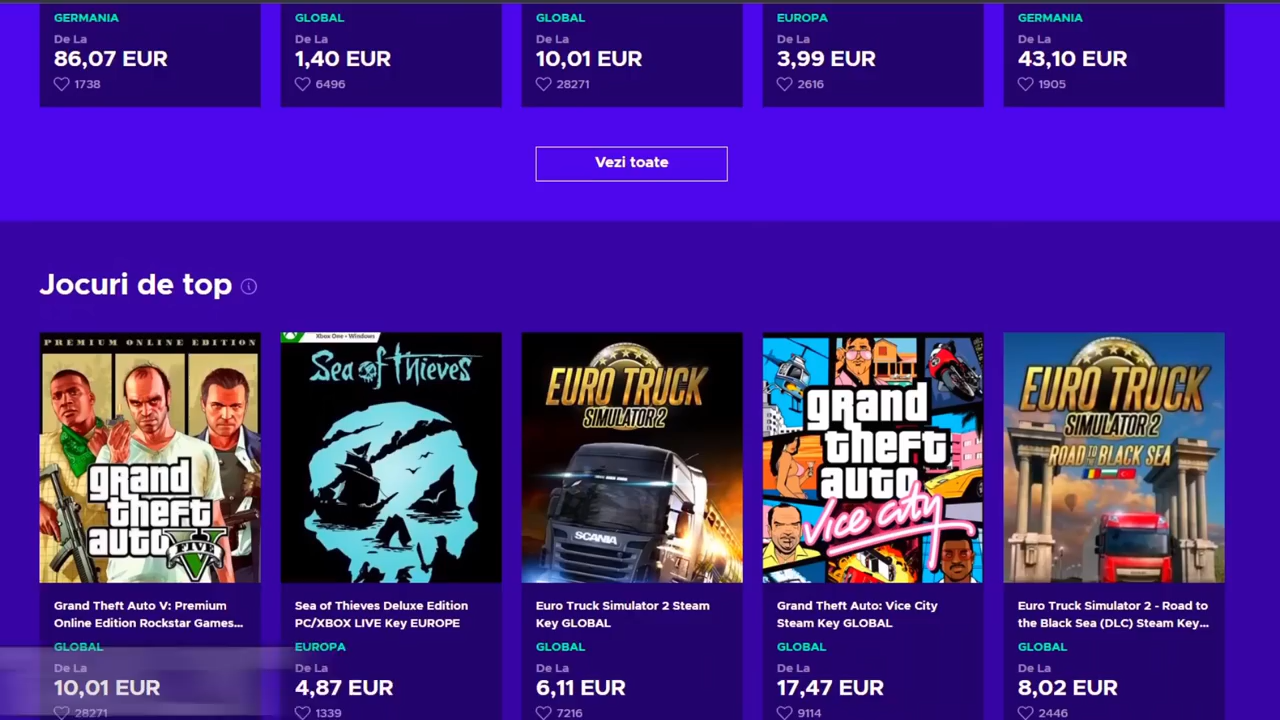 GERMANIA
De La
86,07 EUR
1738
GLOBAL
De La
1,40 EUR
6496
GLOBAL
De La
10,01 EUR
28271
EUROPA
De La
3,99 EUR
2616
GERMANIA
De La
43,10 EUR
1905
Vezi toate
Jocuri de top
PREMIUM ONLINE EDITION
grand
theft
auto
FIVE
Grand Theft Auto V: Premium
Online Edition Rockstar Games...
GLOBAL
De La
10,01 EUR
28271
Xbox One • Windows
Sea of Thieves
Sea of Thieves Deluxe Edition
PC/XBOX LIVE Key EUROPE
EUROPA
De La
4,87 EUR
1339
EURO TRUCK
SIMULATOR 2
SCANIA
Euro Truck Simulator 2 Steam
Key GLOBAL
GLOBAL
De La
6,11 EUR
7216
grand
theft
auto
vice city
Grand Theft Auto: Vice City
Steam Key GLOBAL
GLOBAL
De La
17,47 EUR
9114
EURO TRUCK
SIMULATOR 2
ROAD TO THE BLACK SEA
Euro Truck Simulator 2 - Road to
the Black Sea (DLC) Steam Key...
GLOBAL
De La
8,02 EUR
2446